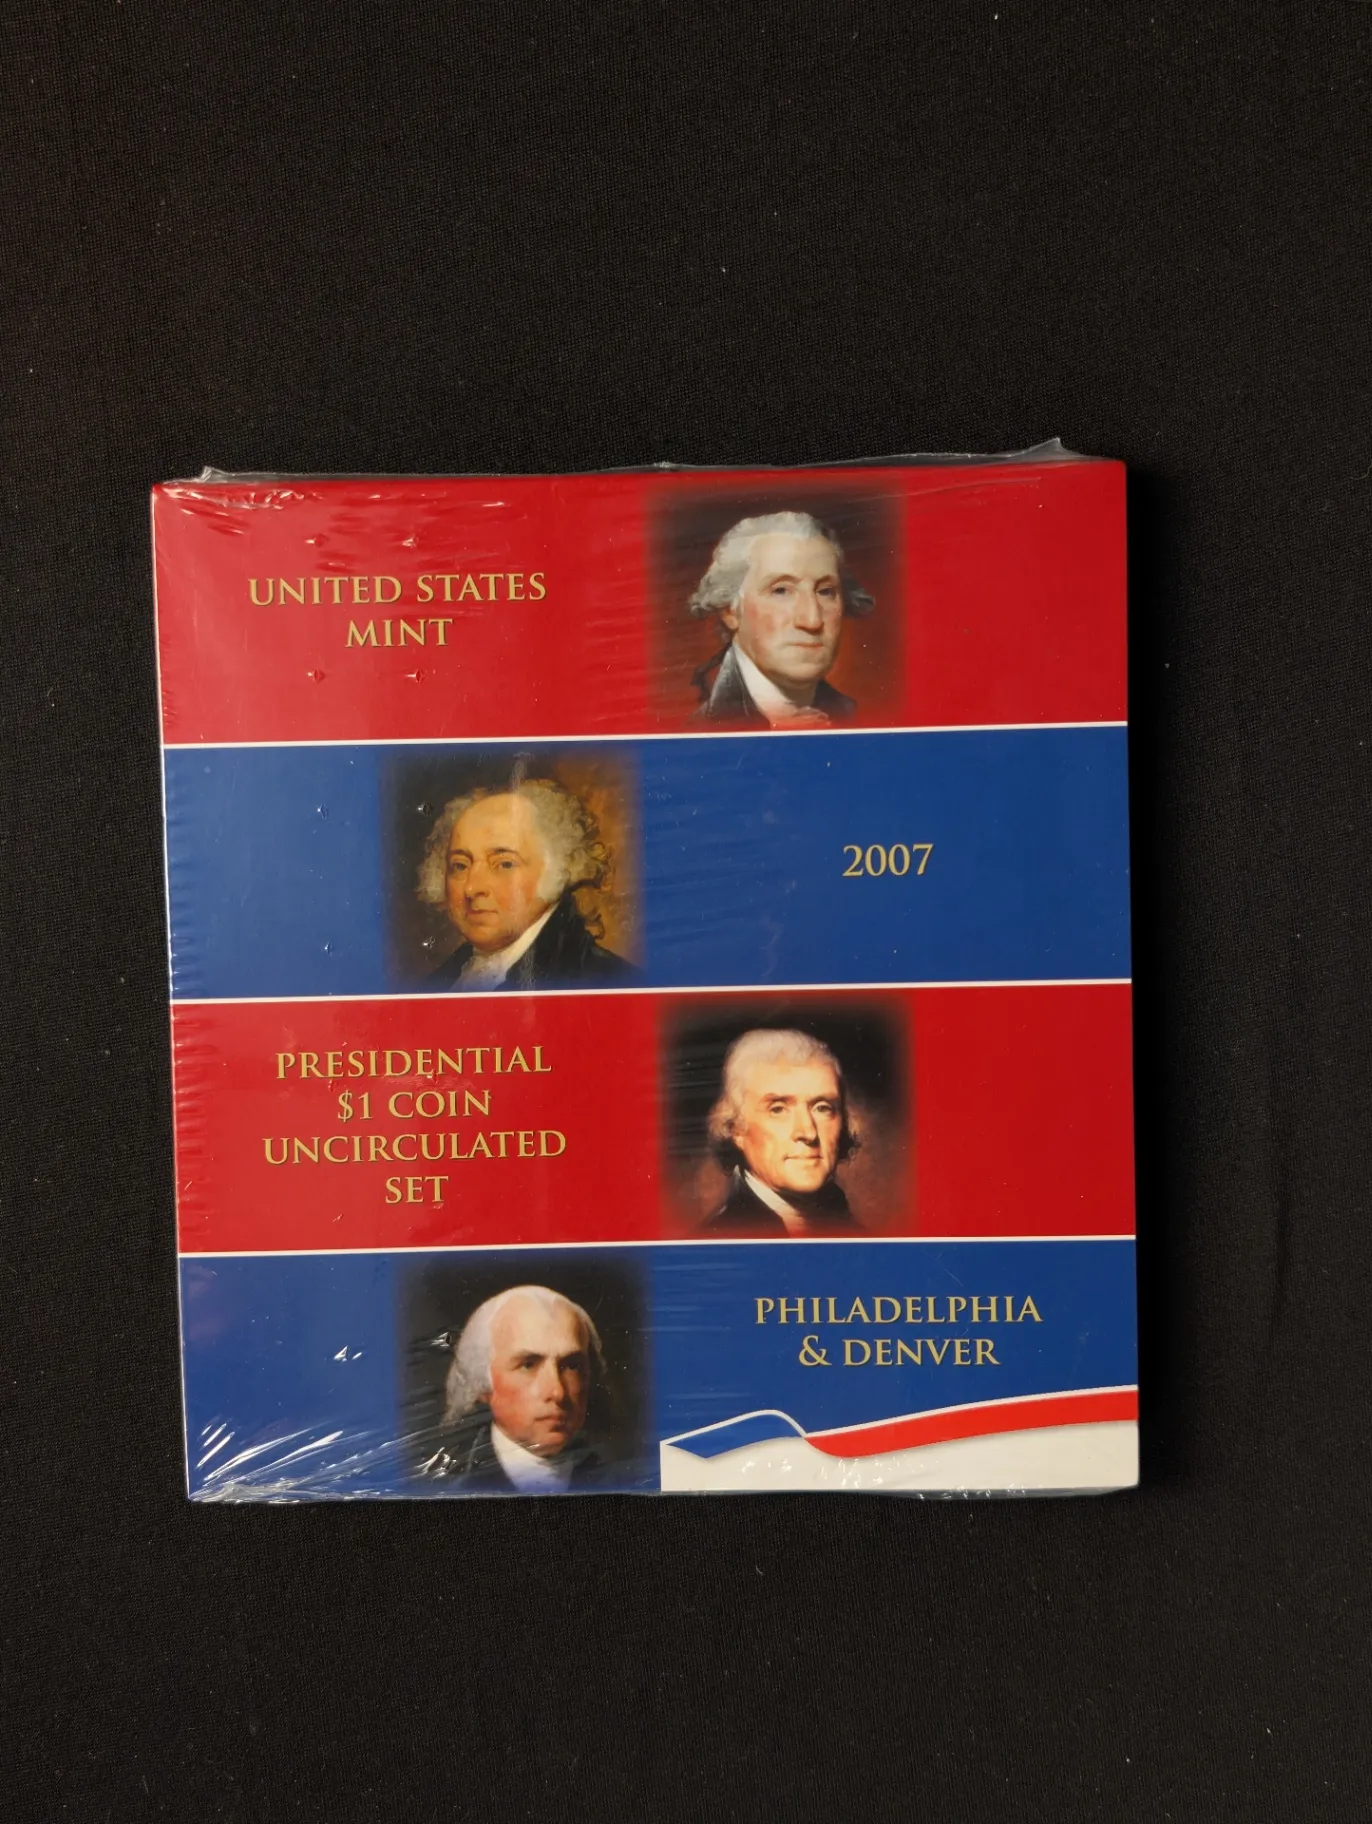 UNITED STATES
MINT
2007
PRESIDENTIAL
$1 COIN
UNCIRCULATED
SET
PHILADELPHIA
& DENVER